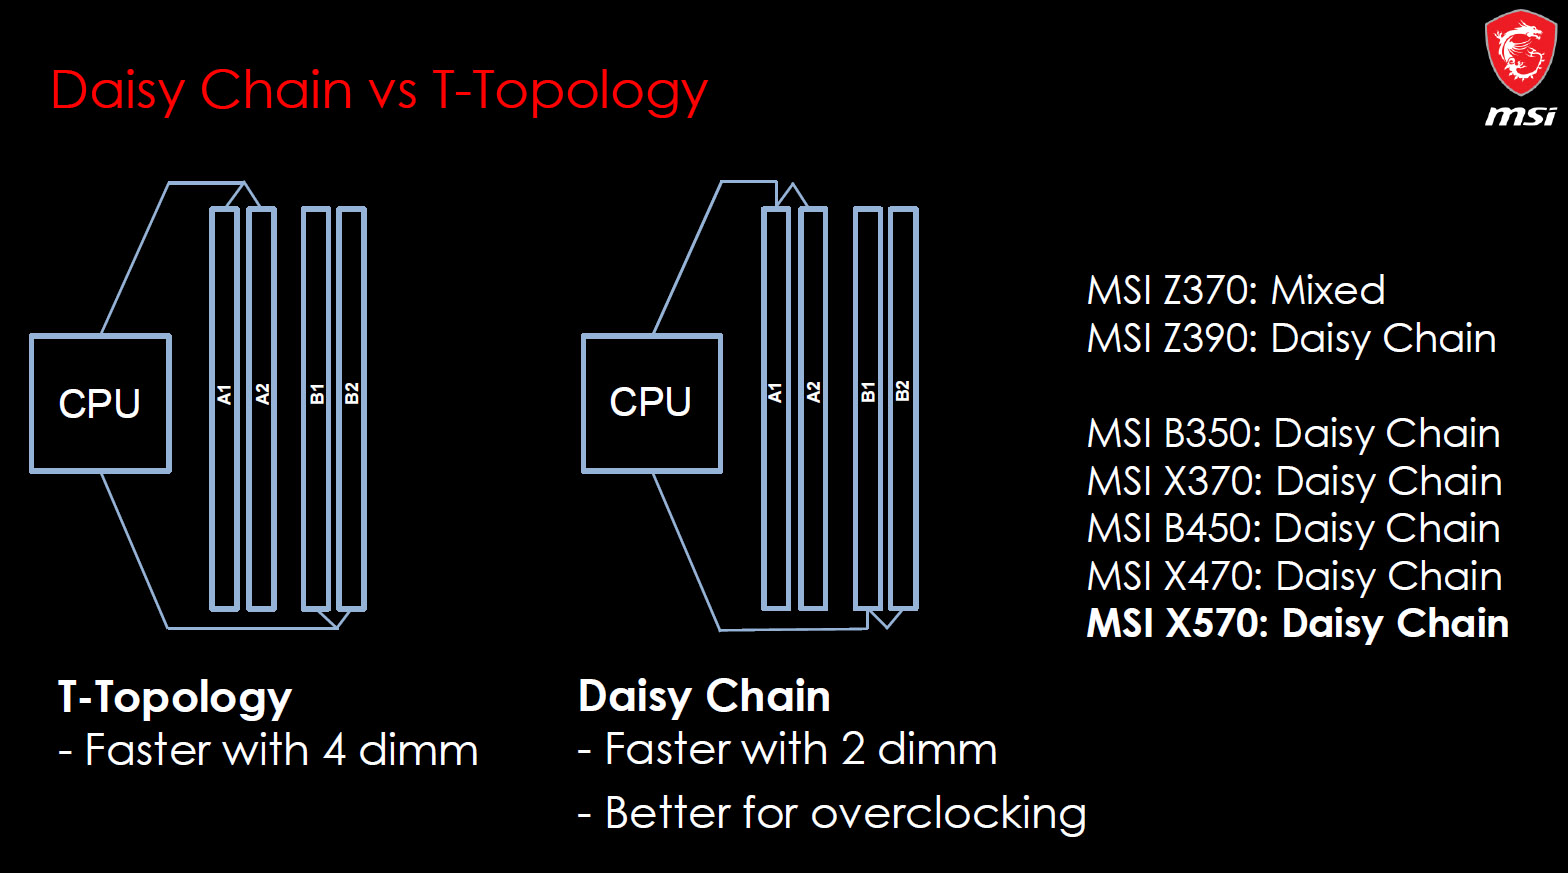 Daisy Chain vs T-Topology
msi
CPU
A1
A2
B1
B2
CPU
A1
A2
B1
B2
MSI Z370: Mixed
MSI Z390: Daisy Chain
MSI B350: Daisy Chain
MSI X370: Daisy Chain
MSI B450: Daisy Chain
MSI X470: Daisy Chain
MSI X570: Daisy Chain
T-Topology
- Faster with 4 dimm
Daisy Chain
- Faster with 2 dimm
- Better for overclocking